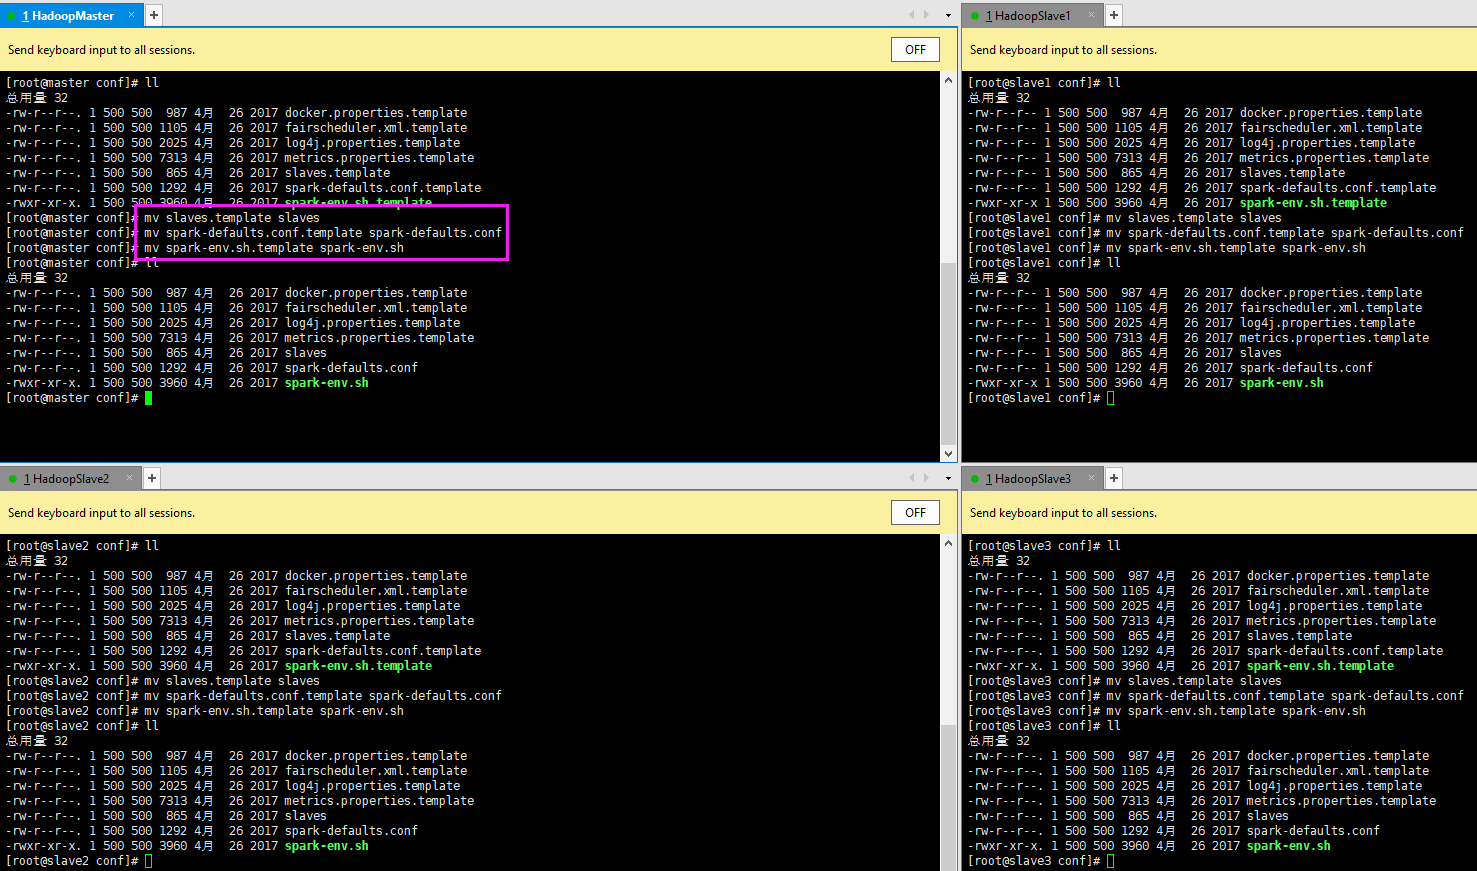 1 HadoopMaster × +
Send keyboard input to all sessions. OFF
[root@master conf]# ll
总用量 32
-rw-r--r--. 1 500 500  987 4月  26 2017 docker.properties.template
-rw-r--r--. 1 500 500 1105 4月  26 2017 fairscheduler.xml.template
-rw-r--r--. 1 500 500 2025 4月  26 2017 log4j.properties.template
-rw-r--r--. 1 500 500 7313 4月  26 2017 metrics.properties.template
-rw-r--r--. 1 500 500  865 4月  26 2017 slaves.template
-rw-r--r--. 1 500 500 1292 4月  26 2017 spark-defaults.conf.template
-rwxr-xr-x. 1 500 500 3960 4月  26 2017 spark-env.sh.template
[root@master conf]# mv slaves.template slaves
[root@master conf]# mv spark-defaults.conf.template spark-defaults.conf
[root@master conf]# mv spark-env.sh.template spark-env.sh
[root@master conf]# ll
总用量 32
-rw-r--r--. 1 500 500  987 4月  26 2017 docker.properties.template
-rw-r--r--. 1 500 500 1105 4月  26 2017 fairscheduler.xml.template
-rw-r--r--. 1 500 500 2025 4月  26 2017 log4j.properties.template
-rw-r--r--. 1 500 500 7313 4月  26 2017 metrics.properties.template
-rw-r--r--. 1 500 500  865 4月  26 2017 slaves
-rw-r--r--. 1 500 500 1292 4月  26 2017 spark-defaults.conf
-rwxr-xr-x. 1 500 500 3960 4月  26 2017 spark-env.sh
[root@master conf]#
1 HadoopSlave1 × +
Send keyboard input to all sessions.
[root@slave1 conf]# ll
总用量 32
-rw-r--r-- 1 500 500  987 4月  26 2017 docker.properties.template
-rw-r--r-- 1 500 500 1105 4月  26 2017 fairscheduler.xml.template
-rw-r--r-- 1 500 500 2025 4月  26 2017 log4j.properties.template
-rw-r--r-- 1 500 500 7313 4月  26 2017 metrics.properties.template
-rw-r--r-- 1 500 500  865 4月  26 2017 slaves.template
-rw-r--r-- 1 500 500 1292 4月  26 2017 spark-defaults.conf.template
-rwxr-xr-x 1 500 500 3960 4月  26 2017 spark-env.sh.template
[root@slave1 conf]# mv slaves.template slaves
[root@slave1 conf]# mv spark-defaults.conf.template spark-defaults.conf
[root@slave1 conf]# mv spark-env.sh.template spark-env.sh
[root@slave1 conf]# ll
总用量 32
-rw-r--r-- 1 500 500  987 4月  26 2017 docker.properties.template
-rw-r--r-- 1 500 500 1105 4月  26 2017 fairscheduler.xml.template
-rw-r--r-- 1 500 500 2025 4月  26 2017 log4j.properties.template
-rw-r--r-- 1 500 500 7313 4月  26 2017 metrics.properties.template
-rw-r--r-- 1 500 500  865 4月  26 2017 slaves
-rw-r--r-- 1 500 500 1292 4月  26 2017 spark-defaults.conf
-rwxr-xr-x 1 500 500 3960 4月  26 2017 spark-env.sh
[root@slave1 conf]#
1 HadoopSlave2 × +
Send keyboard input to all sessions. OFF
[root@slave2 conf]# ll
总用量 32
-rw-r--r--. 1 500 500  987 4月  26 2017 docker.properties.template
-rw-r--r--. 1 500 500 1105 4月  26 2017 fairscheduler.xml.template
-rw-r--r--. 1 500 500 2025 4月  26 2017 log4j.properties.template
-rw-r--r--. 1 500 500 7313 4月  26 2017 metrics.properties.template
-rw-r--r--. 1 500 500  865 4月  26 2017 slaves.template
-rw-r--r--. 1 500 500 1292 4月  26 2017 spark-defaults.conf.template
-rwxr-xr-x. 1 500 500 3960 4月  26 2017 spark-env.sh.template
[root@slave2 conf]# mv slaves.template slaves
[root@slave2 conf]# mv spark-defaults.conf.template spark-defaults.conf
[root@slave2 conf]# mv spark-env.sh.template spark-env.sh
[root@slave2 conf]# ll
总用量 32
-rw-r--r--. 1 500 500  987 4月  26 2017 docker.properties.template
-rw-r--r--. 1 500 500 1105 4月  26 2017 fairscheduler.xml.template
-rw-r--r--. 1 500 500 2025 4月  26 2017 log4j.properties.template
-rw-r--r--. 1 500 500 7313 4月  26 2017 metrics.properties.template
-rw-r--r--. 1 500 500  865 4月  26 2017 slaves
-rw-r--r--. 1 500 500 1292 4月  26 2017 spark-defaults.conf
-rwxr-xr-x. 1 500 500 3960 4月  26 2017 spark-env.sh
[root@slave2 conf]#
1 HadoopSlave3 × +
Send keyboard input to all sessions.
[root@slave3 conf]# ll
总用量 32
-rw-r--r--. 1 500 500  987 4月  26 2017 docker.properties.template
-rw-r--r--. 1 500 500 1105 4月  26 2017 fairscheduler.xml.template
-rw-r--r--. 1 500 500 2025 4月  26 2017 log4j.properties.template
-rw-r--r--. 1 500 500 7313 4月  26 2017 metrics.properties.template
-rw-r--r--. 1 500 500  865 4月  26 2017 slaves.template
-rw-r--r--. 1 500 500 1292 4月  26 2017 spark-defaults.conf.template
-rwxr-xr-x. 1 500 500 3960 4月  26 2017 spark-env.sh.template
[root@slave3 conf]# mv slaves.template slaves
[root@slave3 conf]# mv spark-defaults.conf.template spark-defaults.conf
[root@slave3 conf]# mv spark-env.sh.template spark-env.sh
[root@slave3 conf]# ll
总用量 32
-rw-r--r--. 1 500 500  987 4月  26 2017 docker.properties.template
-rw-r--r--. 1 500 500 1105 4月  26 2017 fairscheduler.xml.template
-rw-r--r--. 1 500 500 2025 4月  26 2017 log4j.properties.template
-rw-r--r--. 1 500 500 7313 4月  26 2017 metrics.properties.template
-rw-r--r--. 1 500 500  865 4月  26 2017 slaves
-rw-r--r--. 1 500 500 1292 4月  26 2017 spark-defaults.conf
-rwxr-xr-x. 1 500 500 3960 4月  26 2017 spark-env.sh
[root@slave3 conf]#